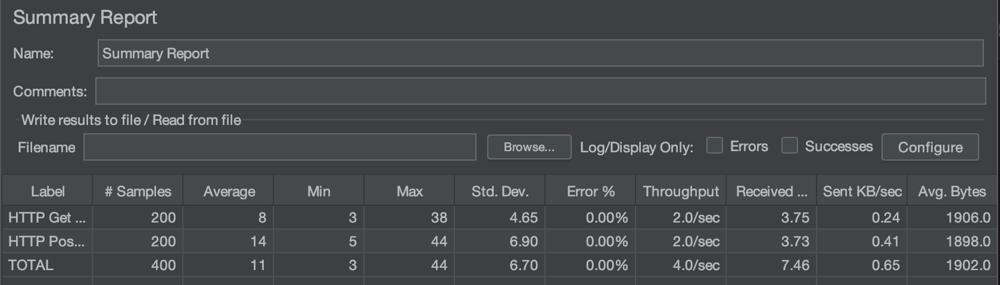 Summary Report
Name: Summary Report
Comments:
Write results to file / Read from file
Filename Browse... Log/Display Only: Errors Successes Configure
Label # Samples Average Min Max Std. Dev. Error % Throughput Received ... Sent KB/sec Avg. Bytes
HTTP Get ... 200 8 3 38 4.65 0.00% 2.0/sec 3.75 0.24 1906.0
HTTP Pos... 200 14 5 44 6.90 0.00% 2.0/sec 3.73 0.41 1898.0
TOTAL 400 11 3 44 6.70 0.00% 4.0/sec 7.46 0.65 1902.0